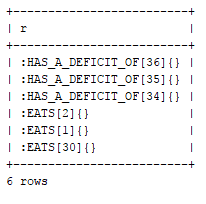 +--------------------------+
| r                        |
+--------------------------+
| :HAS_A_DEFICIT_OF[36]{} |
| :HAS_A_DEFICIT_OF[35]{} |
| :HAS_A_DEFICIT_OF[34]{} |
| :EATS[2]{}               |
| :EATS[1]{}               |
| :EATS[30]{}              |
+--------------------------+
6 rows